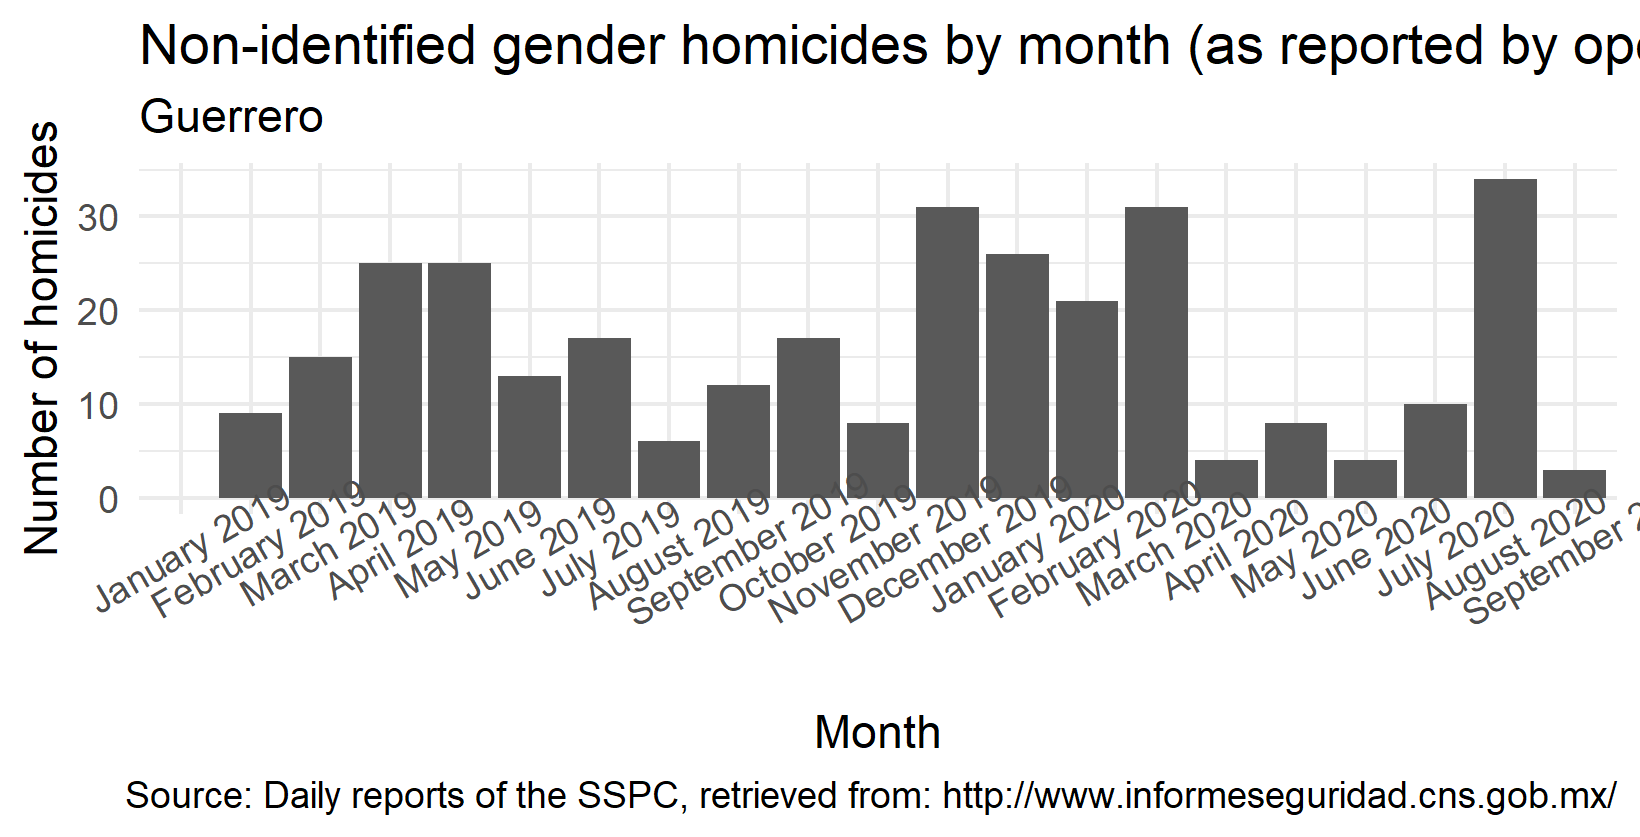 Non-identified gender homicides by month (as reported by op
Guerrero
Number of homicides
30
20
10
0
January 2019
February 2019
March 2019
April 2019
May 2019
June 2019
July 2019
August 2019
September 2019
October 2019
November 2019
December 2019
January 2020
February 2020
March 2020
April 2020
May 2020
June 2020
July 2020
August 2020
September 2
Month
Source: Daily reports of the SSPC, retrieved from: http://www.informeseguridad.cns.gob.mx/